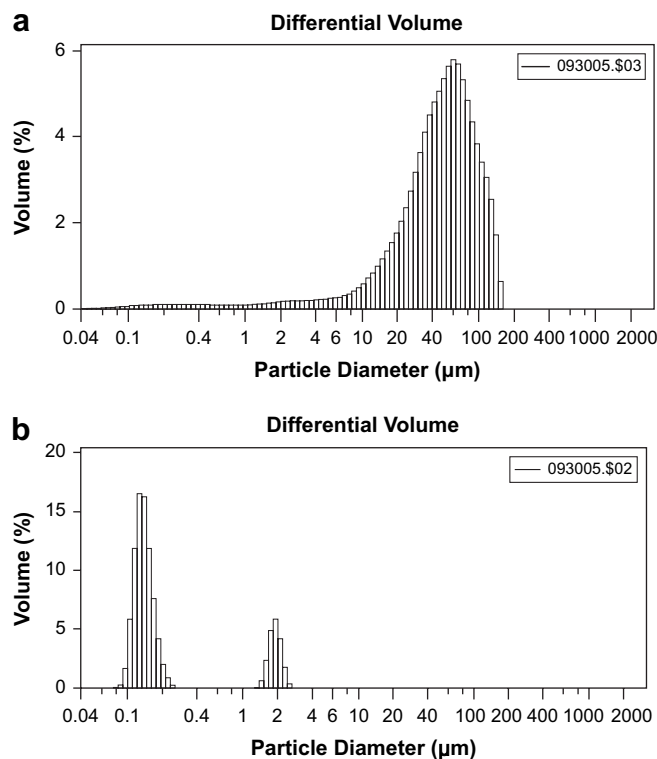 a
Differential Volume
6
4
2
0
Volume (%)
093005.$03
0.04 0.1 0.4 1 2 4 6 10 20 40 100 200 400 1000 2000
Particle Diameter (µm)
b
Differential Volume
20
15
10
5
0
Volume (%)
093005.$02
0.04 0.1 0.4 1 2 4 6 10 20 40 100 200 400 1000 2000
Particle Diameter (µm)